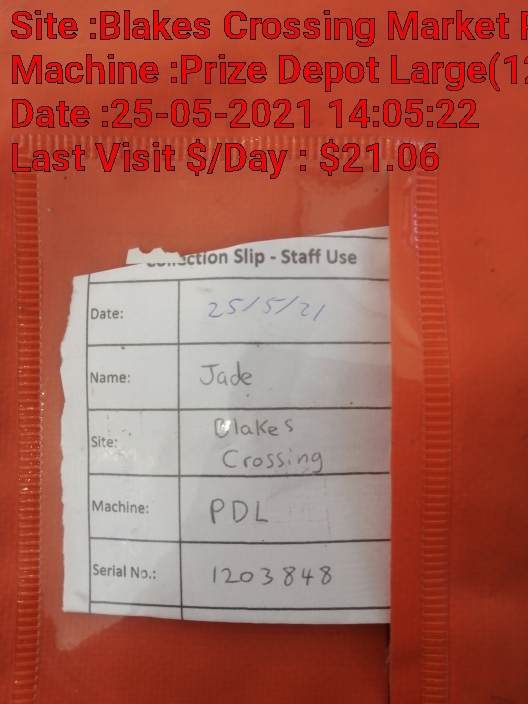 Site :Blakes Crossing Market
Machine :Prize Depot Large(12
Date :25-05-2021 14:05:22
Last Visit $/Day : $21.06
Slip - Staff Use
Date: 25/5/21
Name: Jade
Site: Blakes
Crossing
Machine: PDL
Serial No.: 1203848